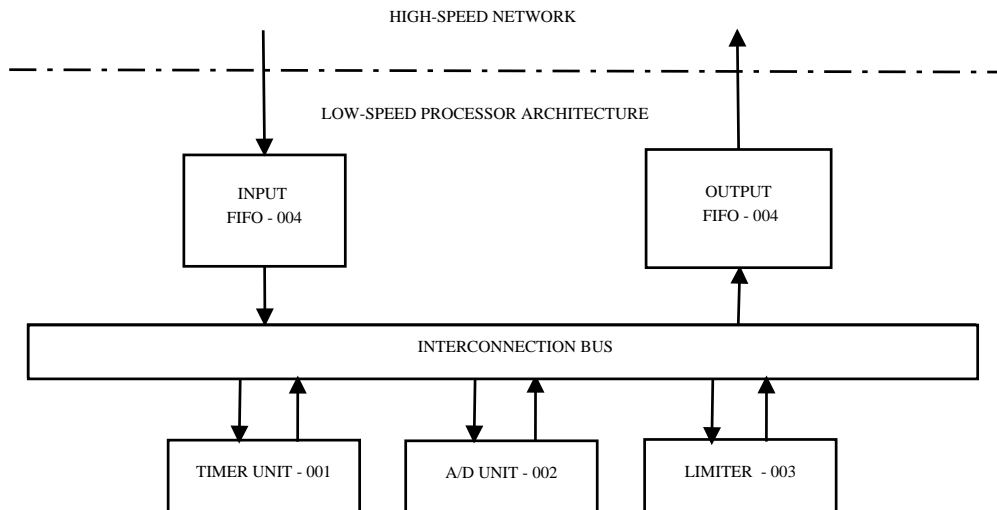 HIGH-SPEED NETWORK
LOW-SPEED PROCESSOR ARCHITECTURE
INPUT
FIFO - 004
OUTPUT
FIFO - 004
INTERCONNECTION BUS
TIMER UNIT - 001
A/D UNIT - 002
LIMITER - 003